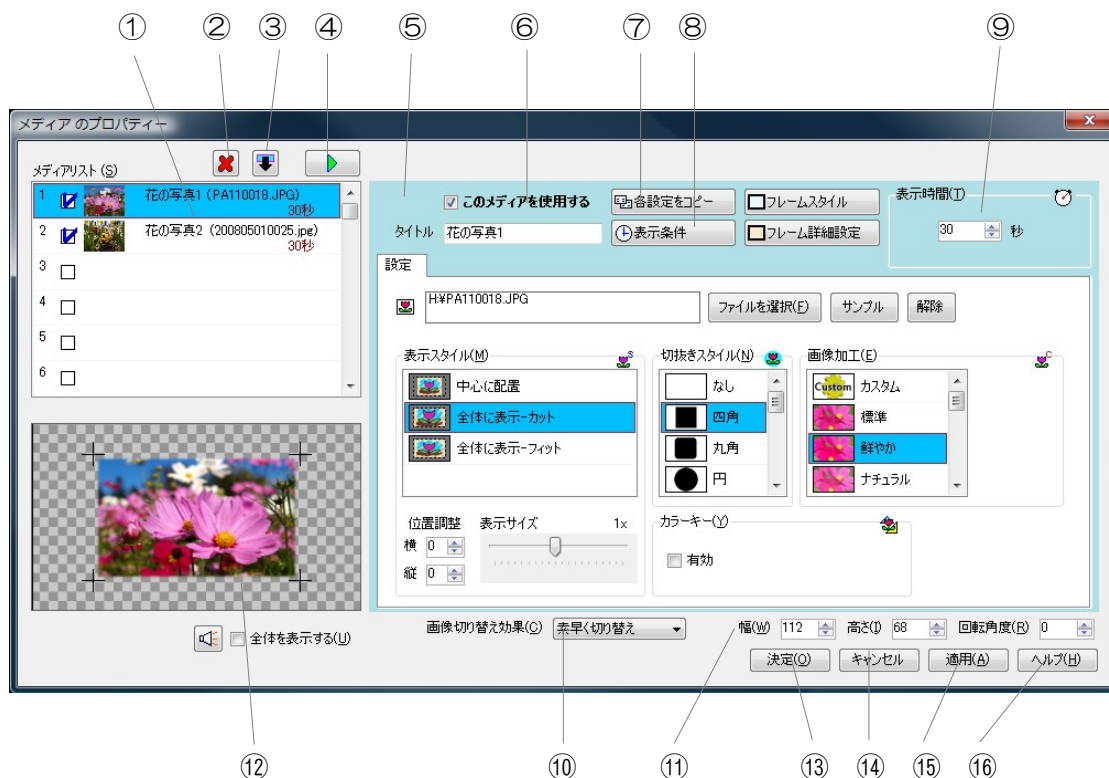 ① ② ③ ④ ⑤ ⑥ ⑦ ⑧ ⑨
メディア のプロパティー
メディアリスト (S)
1 花の写真1 (PA110018.JPG)
30秒
2 花の写真2 (200805010025.jpg)
30秒
3
4
5
6
このメディアを使用する
各設定をコピー
フレームスタイル
表示時間(T)
タイトル 花の写真1
表示条件
フレーム詳細設定
30 秒
設定
H:¥PA110018.JPG
ファイルを選択(F)
サンプル
解除
表示スタイル(M)
中心に配置
全体に表示-カット
全体に表示-フィット
切抜きスタイル(N)
なし
四角
丸角
円
画像加工(E)
Custom カスタム
標準
鮮やか
ナチュラル
位置調整 表示サイズ 1x
横 0
縦 0
カラーキー(Y)
有効
全体を表示する(U)
画像切り替え効果(C) 素早く切り替え
幅(W) 112 高さ(I) 68 回転角度(R) 0
決定(O) キャンセル 適用(A) ヘルプ(H)
⑫ ⑩ ⑪ ⑬ ⑭ ⑮ ⑯